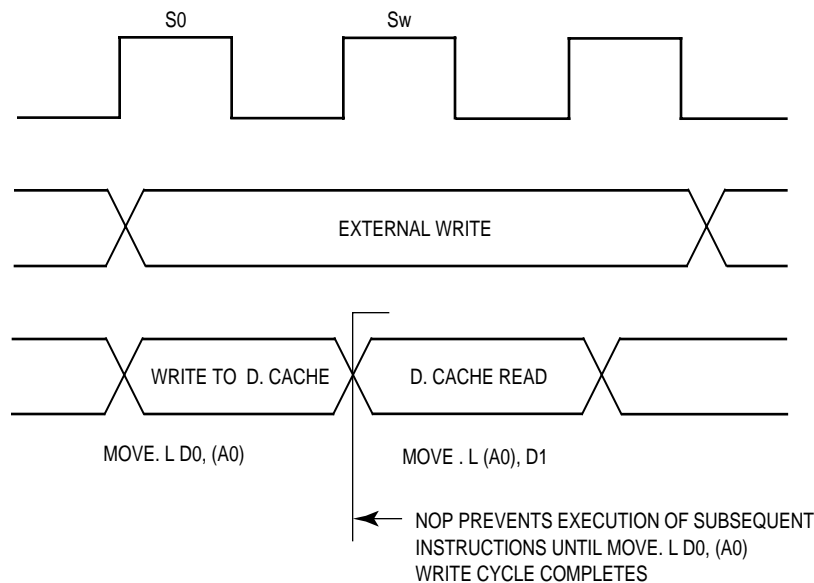 S0
Sw
EXTERNAL WRITE
WRITE TO D. CACHE
D. CACHE READ
MOVE. L D0, (A0)
MOVE . L (A0), D1
NOP PREVENTS EXECUTION OF SUBSEQUENT
INSTRUCTIONS UNTIL MOVE. L D0, (A0)
WRITE CYCLE COMPLETES